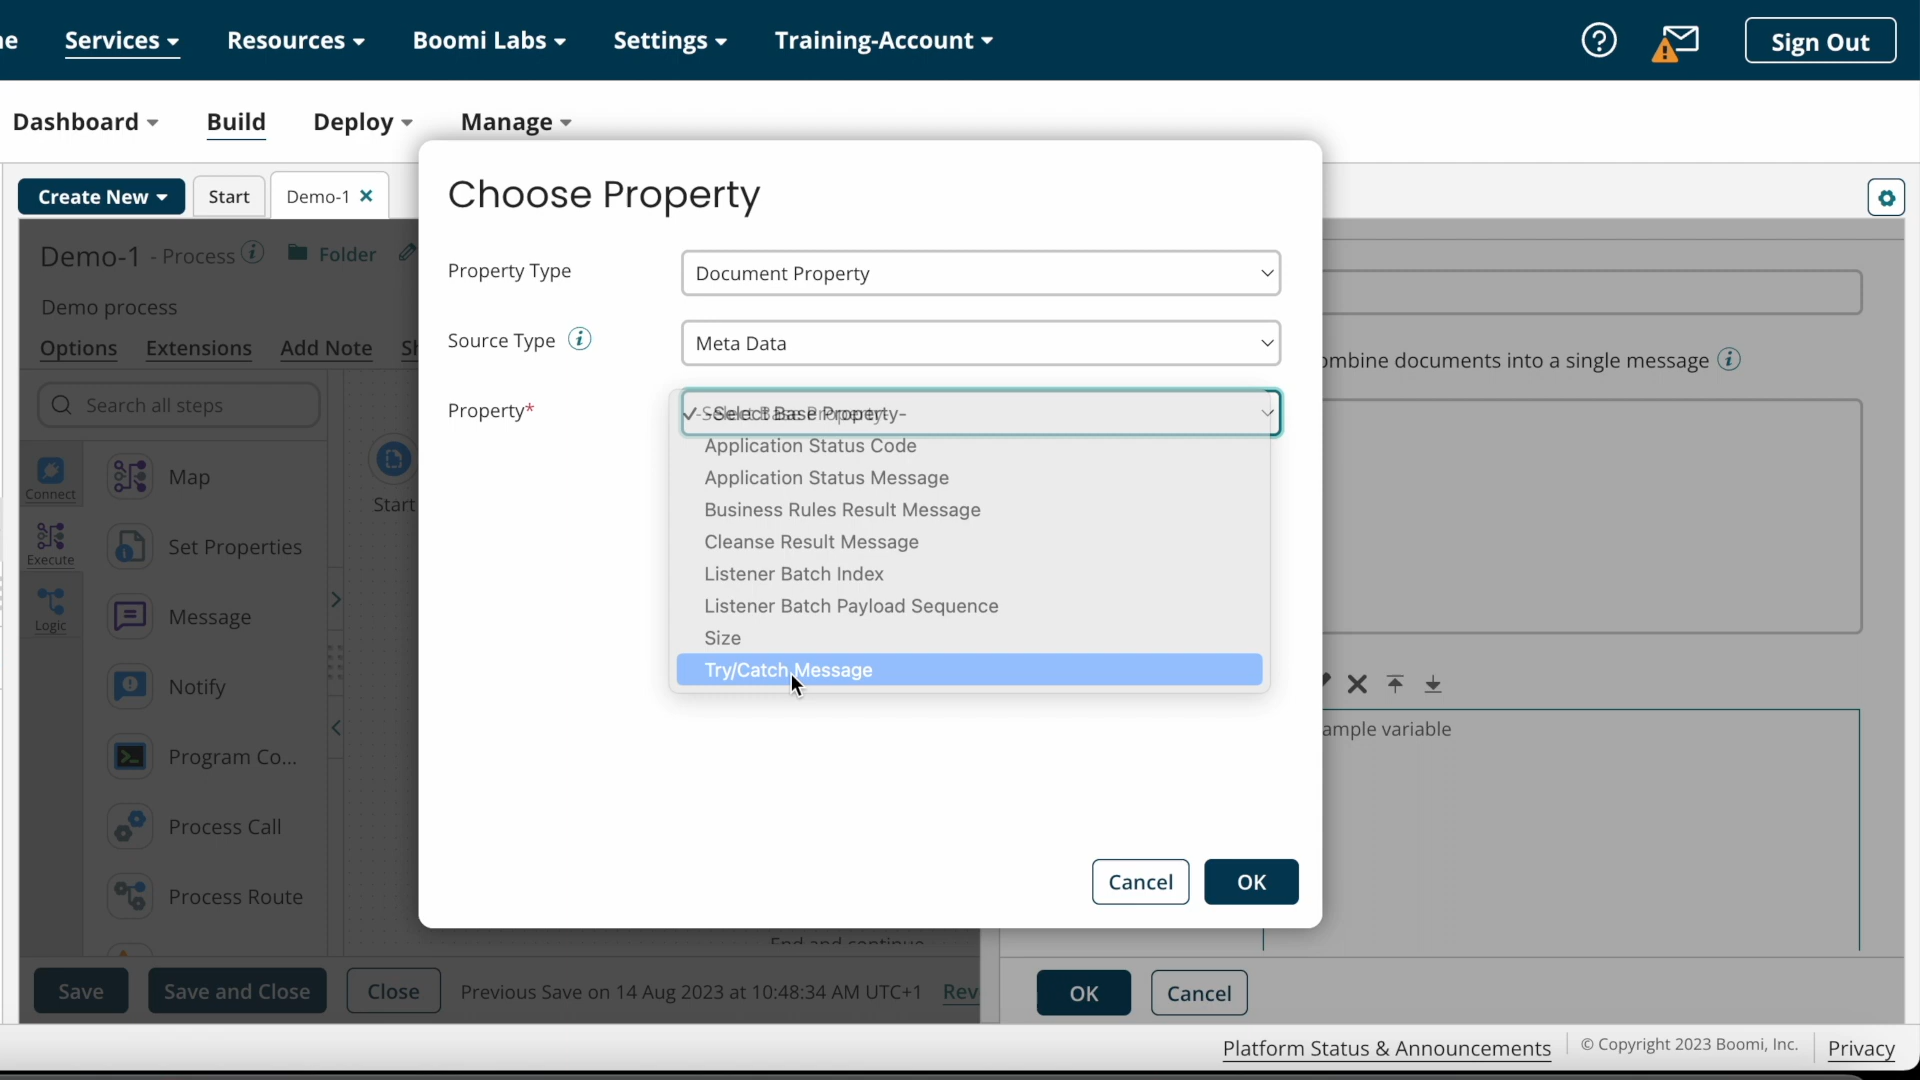 Services
Resources
Boomi Labs
Settings
Training-Account
Sign Out
Dashboard
Build
Deploy
Manage
Create New
Start
Demo-1
Choose Property
Demo-1 - Process
Folder
Property Type
Document Property
Demo process
Source Type
Meta Data
Options
Extensions
Add Note
Search all steps
Property*
-Select Base Property-
Application Status Code
Application Status Message
Business Rules Result Message
Cleanse Result Message
Listener Batch Index
Listener Batch Payload Sequence
Size
Try/Catch Message
ombine documents into a single message
Connect
Execute
Logic
Map
Set Properties
Message
Notify
Program Co...
Process Call
Process Route
Start
ample variable
Cancel
OK
End and continue
Save
Save and Close
Close
Previous Save on 14 Aug 2023 at 10:48:34 AM UTC+1
Rev
OK
Cancel
Platform Status & Announcements
© Copyright 2023 Boomi, Inc.
Privacy